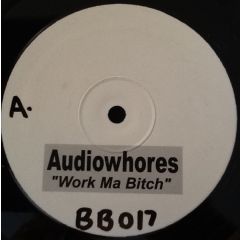 A.
Audiowhores
"Work Ma Bitch"
BB017